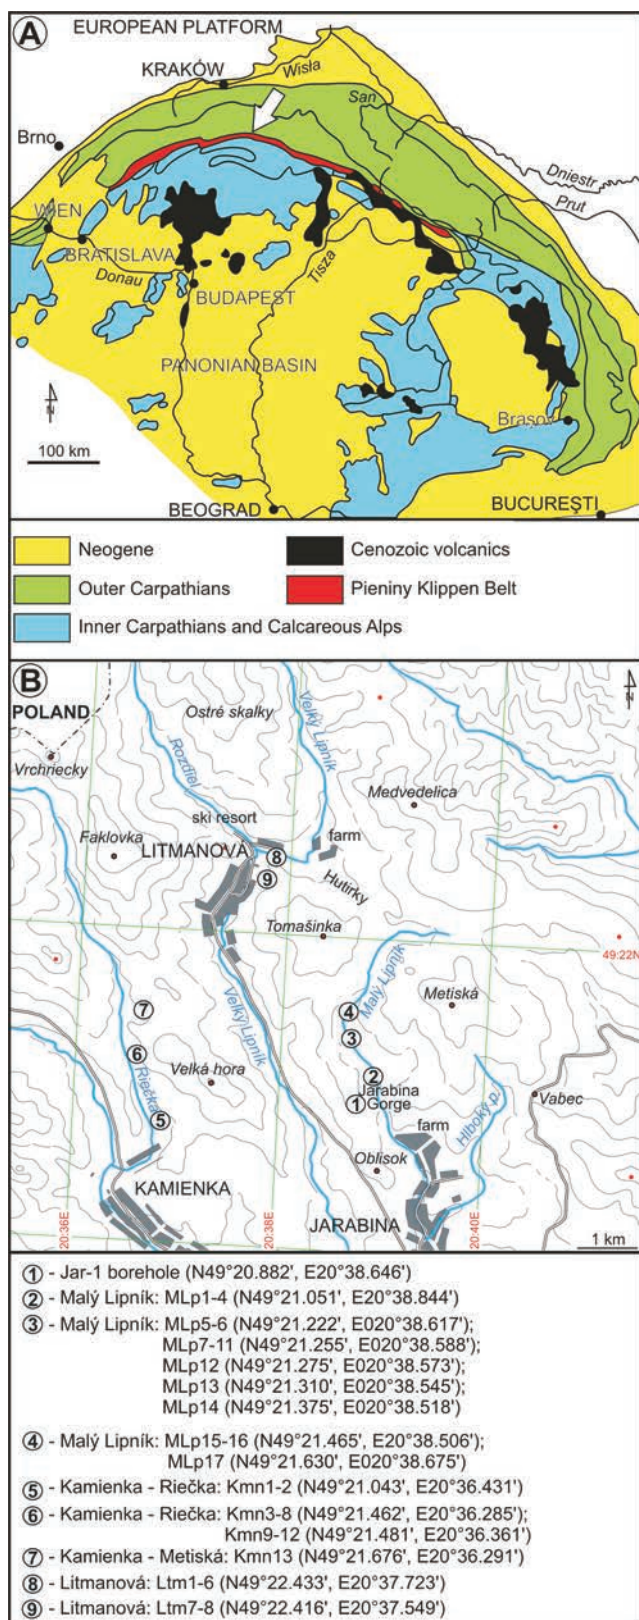 A
EUROPEAN PLATFORM
KRAKÓW
Wisła
San
Brno
Dniestr
Prut
WIEN
BRATISLAVA
Donau
Tisza
BUDAPEST
PANONIAN BASIN
N
Braşov
100 km
BEOGRAD
BUCUREŞTI
Neogene
Cenozoic volcanics
Outer Carpathians
Pieniny Klippen Belt
Inner Carpathians and Calcareous Alps
B
N
POLAND
Ostré skalky
Veľký Lipník
Rozdiel
Vrchriecky
Medvedelica
ski resort
farm
Faklovka
LITMANOVÁ
8
9
Hutirky
Tomašinka
49:22N
Malý Lipník
Veľký Lipník
Metiská
7
4
3
6
Veľká hora
2
Riečka
Jarabina
1 Gorge
Hlboký p.
Vabec
5
farm
Oblisok
KAMIENKA
JARABINA
20:36E
20:38E
20:40E
1 km
1 - Jar-1 borehole (N49°20.882', E20°38.646')
2 - Malý Lipník: MLp1-4 (N49°21.051', E20°38.844')
3 - Malý Lipník: MLp5-6 (N49°21.222', E020°38.617');
MLp7-11 (N49°21.255', E020°38.588');
MLp12 (N49°21.275', E020°38.573');
MLp13 (N49°21.310', E020°38.545');
MLp14 (N49°21.375', E020°38.518')
4 - Malý Lipník: MLp15-16 (N49°21.465', E20°38.506');
MLp17 (N49°21.630', E020°38.675')
5 - Kamienka - Riečka: Kmn1-2 (N49°21.043', E20°36.431')
6 - Kamienka - Riečka: Kmn3-8 (N49°21.462', E20°36.285');
Kmn9-12 (N49°21.481', E20°36.361')
7 - Kamienka - Metiská: Kmn13 (N49°21.676', E20°36.291')
8 - Litmanová: Ltm1-6 (N49°22.433', E20°37.723')
9 - Litmanová: Ltm7-8 (N49°22.416', E20°37.549')